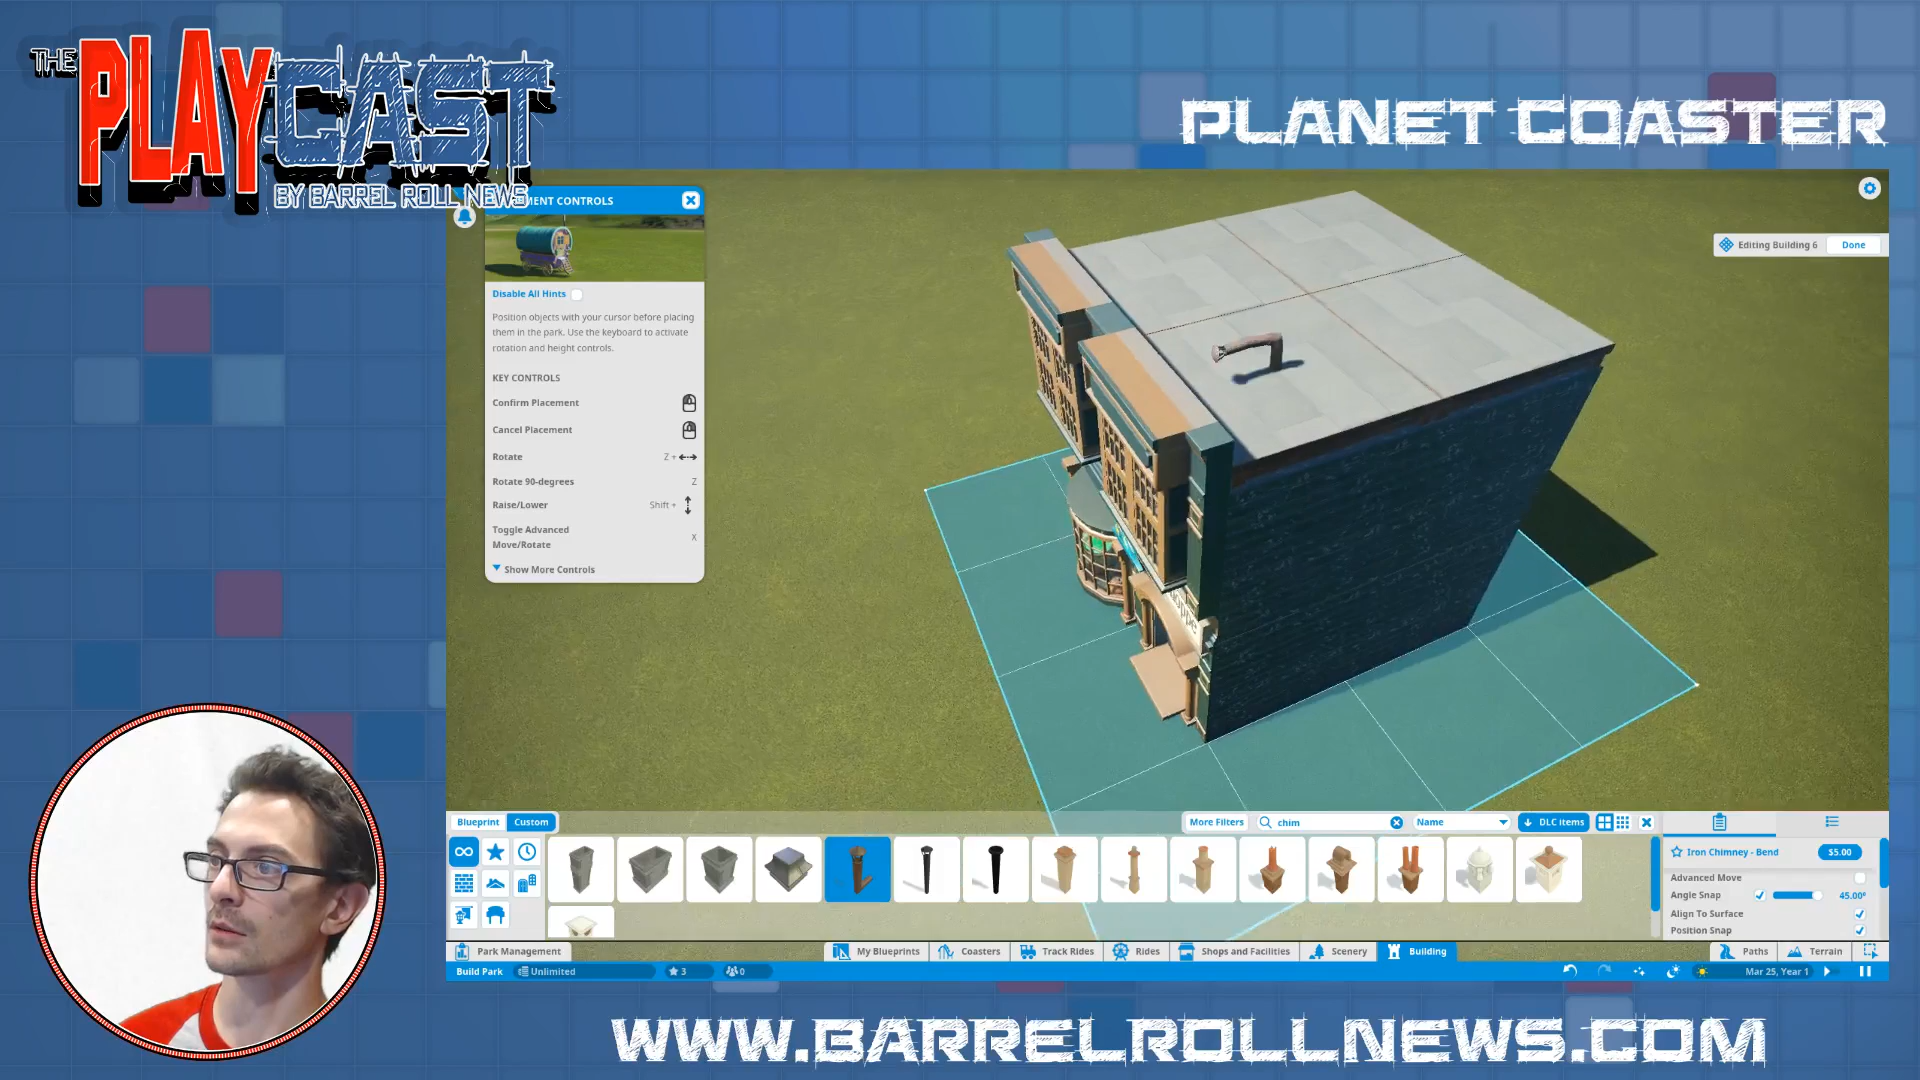 THE
PLAYCAST
BY BARREL ROLL NEWS
PLANET COASTER
MENT CONTROLS
Disable All Hints
Position objects with your cursor before placing
them in the park. Use the keyboard to activate
rotation and height controls.
KEY CONTROLS
Confirm Placement
Cancel Placement
Rotate Z +
Rotate 90-degrees Z
Raise/Lower Shift +
Toggle Advanced
Move/Rotate X
Show More Controls
Editing Building 6 Done
Blueprint Custom
More Filters chim Name DLC items
Iron Chimney - Bend $5.00
Advanced Move
Angle Snap 45.00°
Align To Surface
Position Snap
Park Management My Blueprints Coasters Track Rides Rides Shops and Facilities Scenery Building Paths Terrain
Build Park Unlimited 3 0 Mar 25, Year 1
WWW.BARRELROLLNEWS.COM